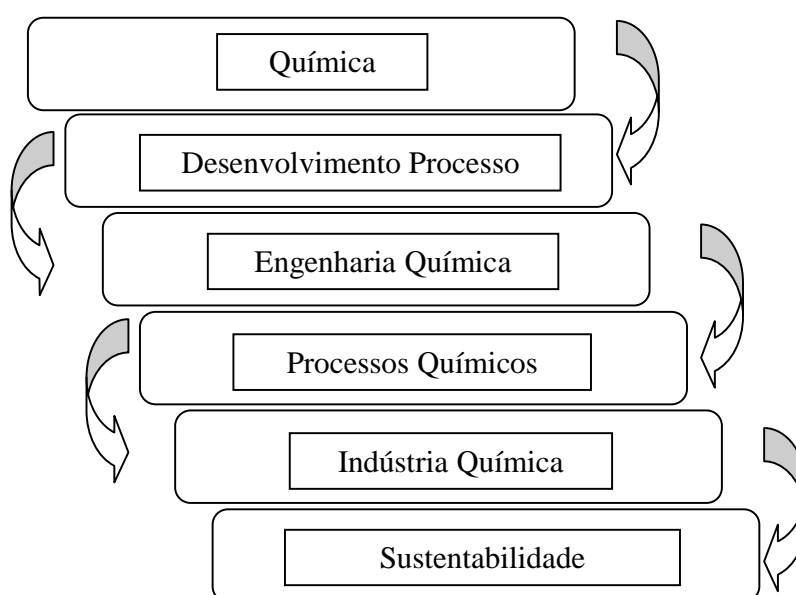 Química
Desenvolvimento Processo
Engenharia Química
Processos Químicos
Indústria Química
Sustentabilidade